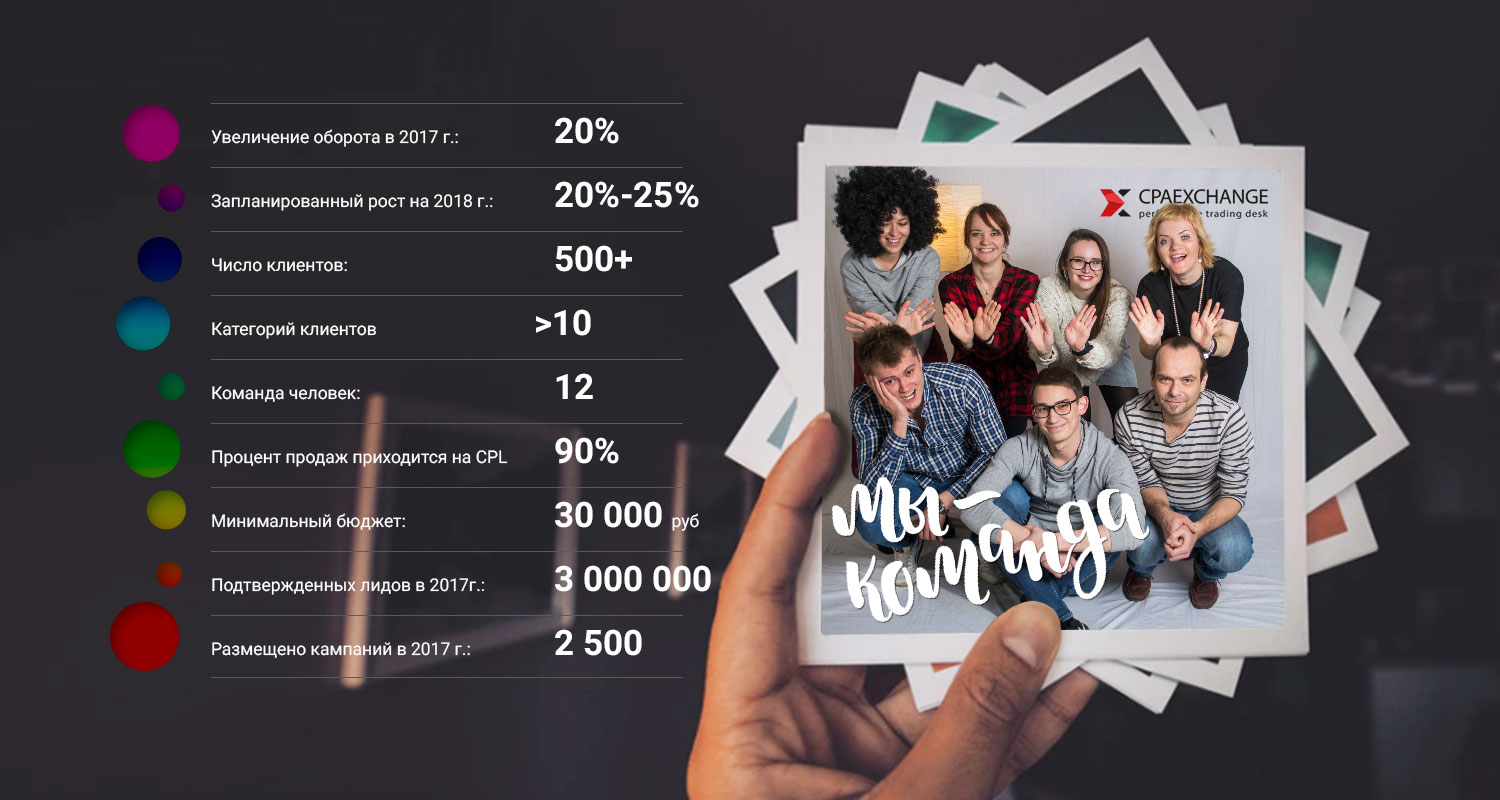 Увеличение оборота в 2017 г.: 20%
Запланированный рост на 2018 г.: 20%-25%
Число клиентов: 500+
Категорий клиентов >10
Команда человек: 12
Процент продаж приходится на CPL 90%
Минимальный бюджет: 30 000 руб
Подтвержденных лидов в 2017г.: 3 000 000
Размещено кампаний в 2017 г.: 2 500
CPAEXCHANGE
trading desk
мы -
команда